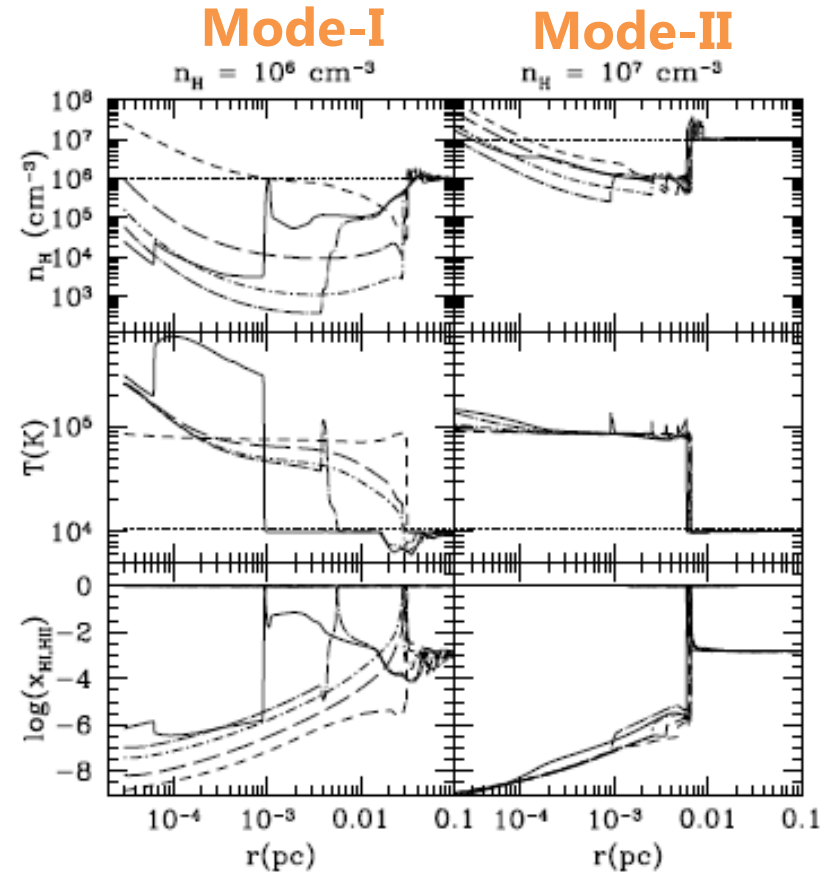 Mode-I Mode-II
n_H = 10^6 cm^-3 n_H = 10^7 cm^-3
10^8
10^7
10^6
10^5
10^4
10^3
n_H (cm^-3)
10^5
10^4
T(K)
0
-2
-4
-6
-8
log(x_HI,HII)
10^-4 10^-3 0.01 0.1 10^-4 10^-3 0.01 0.1
r(pc) r(pc)